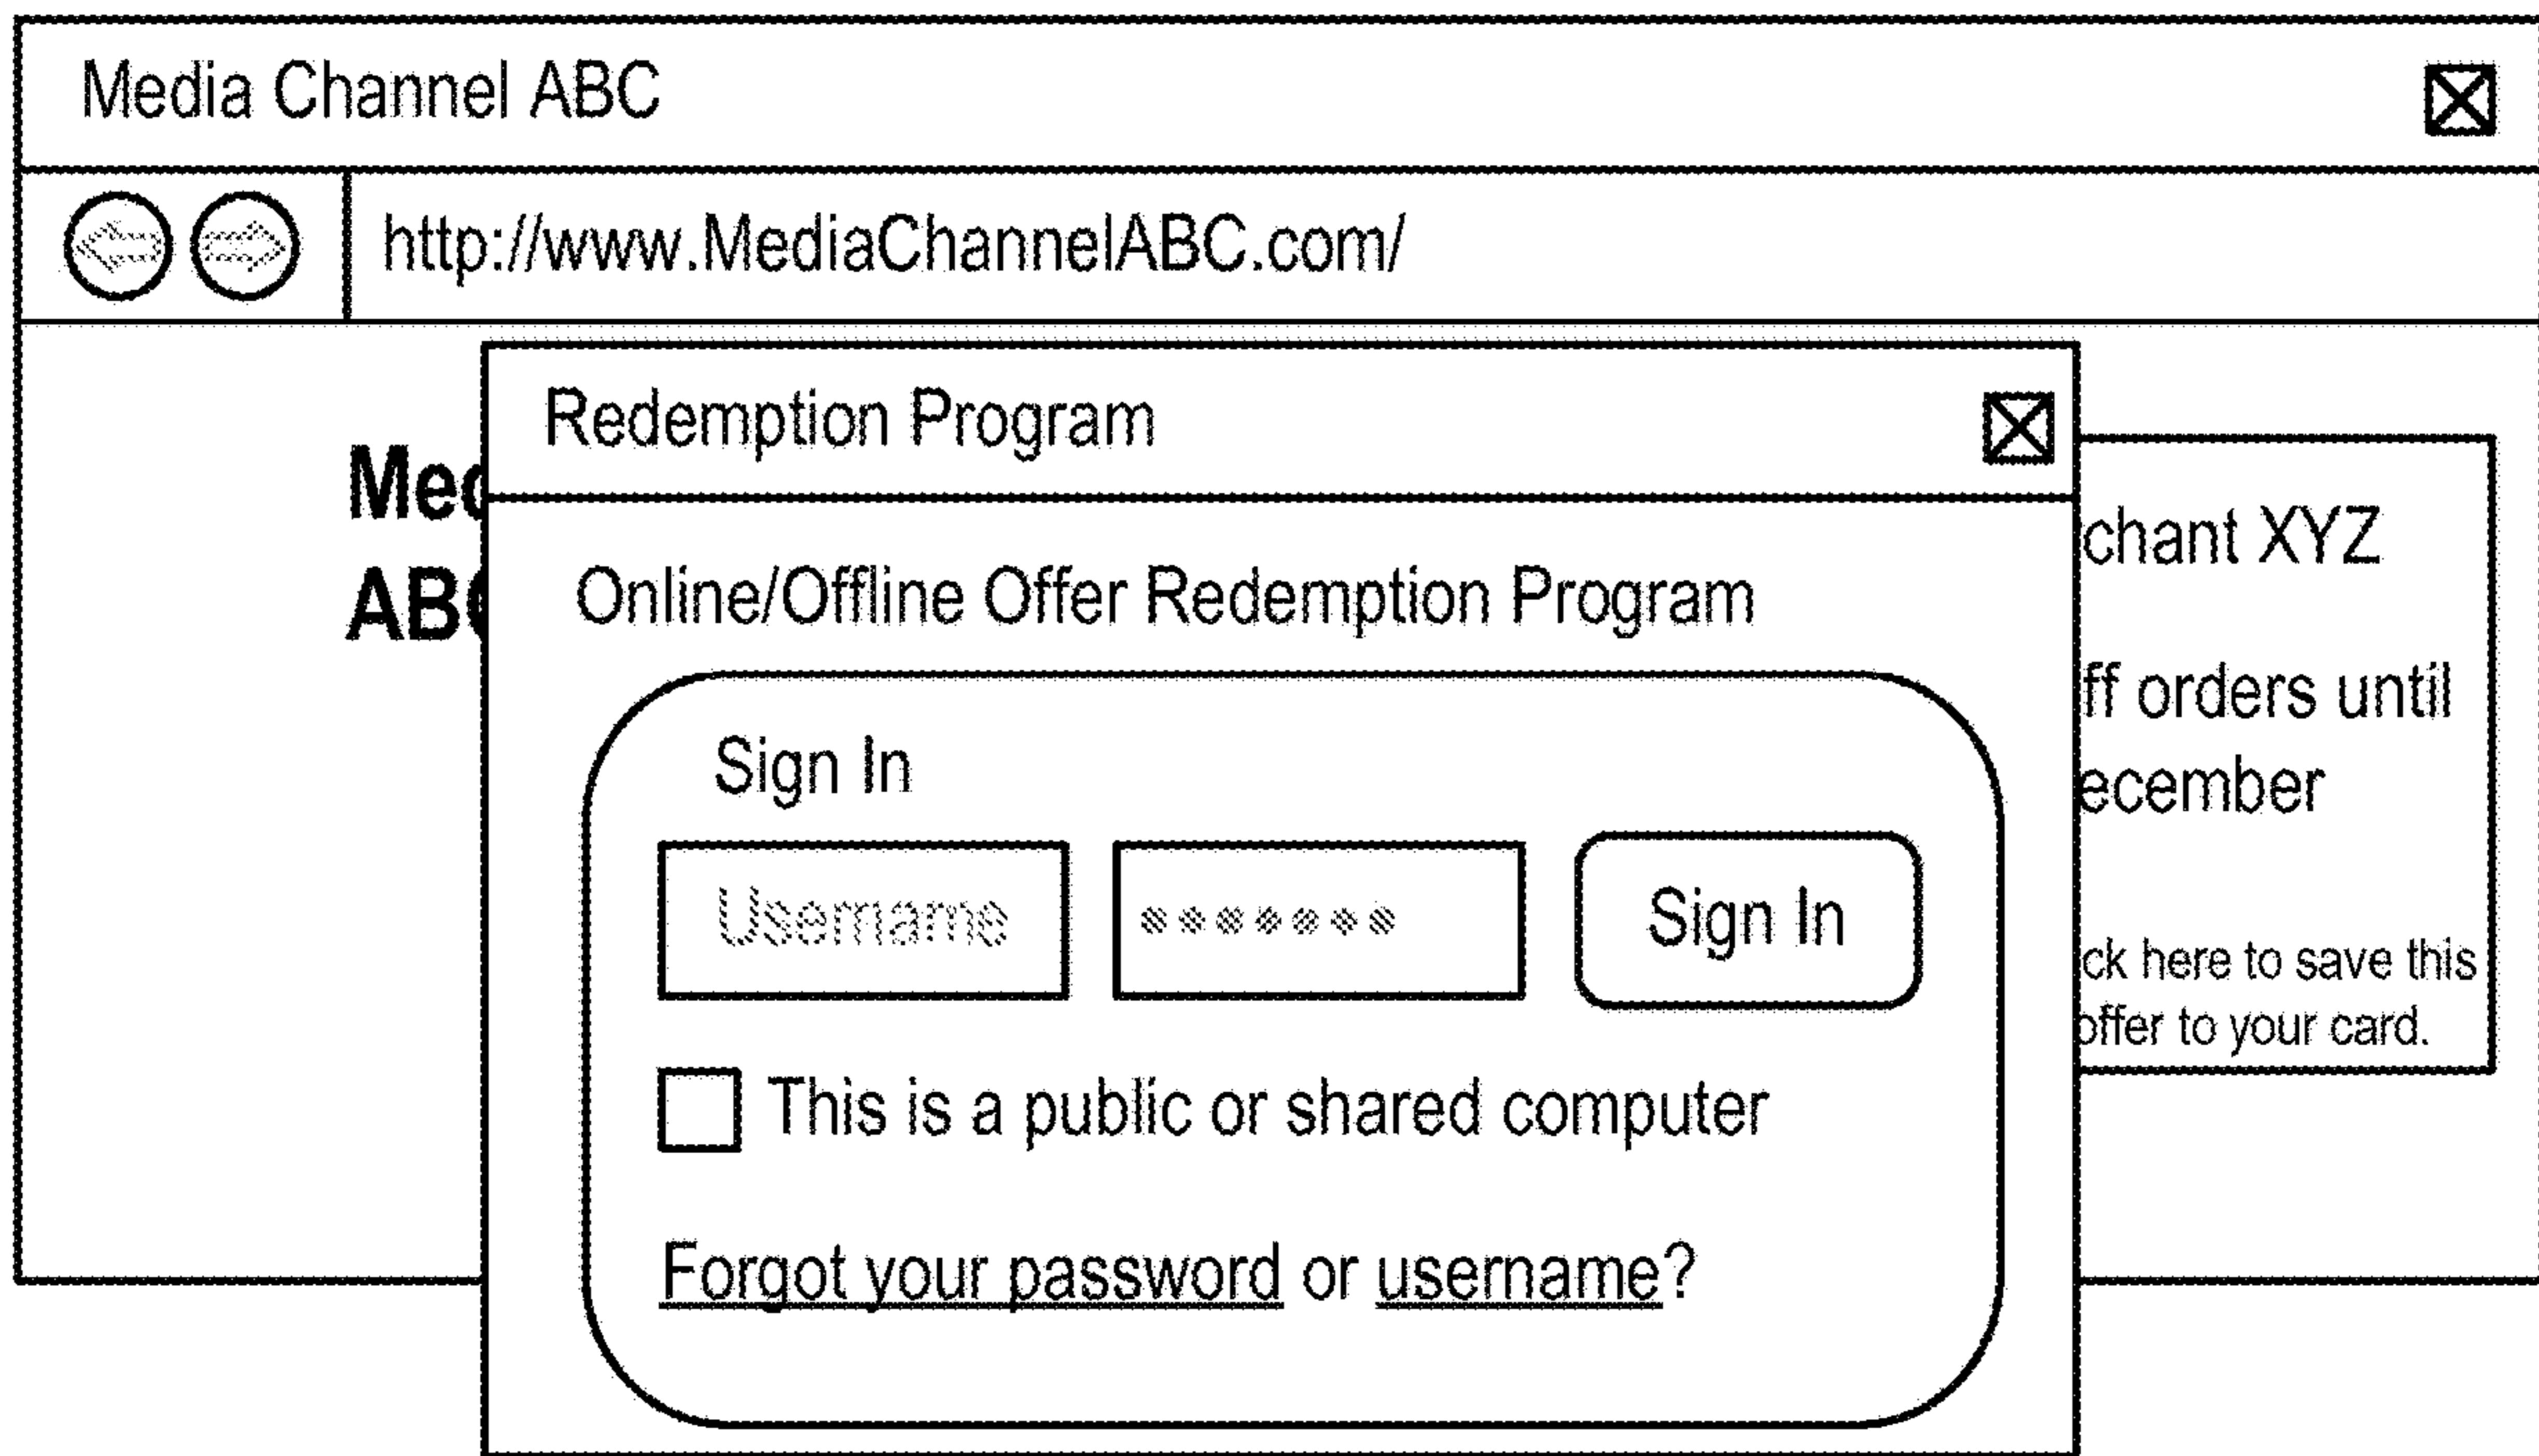 Media Channel ABC
http://www.MediaChannelABC.com/
Redemption Program
Online/Offline Offer Redemption Program
Sign In
Username
Sign In
This is a public or shared computer
Forgot your password or username?
Med
ABC
chant XYZ
ff orders until
ecember
ck here to save this
offer to your card.